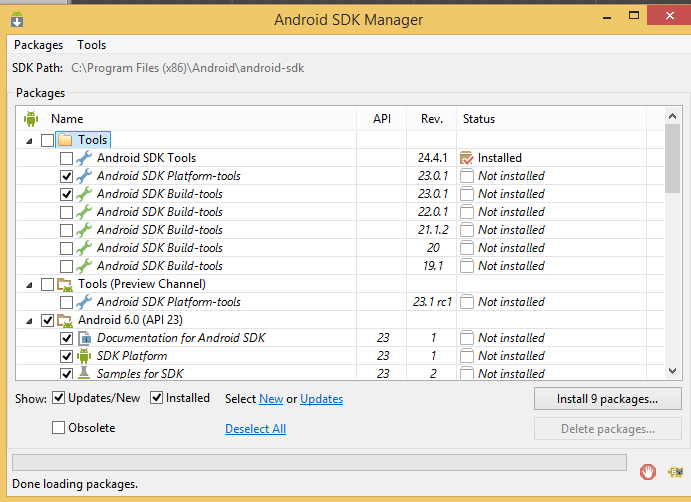 Android SDK Manager
Packages Tools
SDK Path: C:\Program Files (x86)\Android\android-sdk
Packages
Name API Rev. Status
Tools
Android SDK Tools 24.4.1 Installed
Android SDK Platform-tools 23.0.1 Not installed
Android SDK Build-tools 23.0.1 Not installed
Android SDK Build-tools 22.0.1 Not installed
Android SDK Build-tools 21.1.2 Not installed
Android SDK Build-tools 20 Not installed
Android SDK Build-tools 19.1 Not installed
Tools (Preview Channel)
Android SDK Platform-tools 23.1 rc1 Not installed
Android 6.0 (API 23)
Documentation for Android SDK 23 1 Not installed
SDK Platform 23 1 Not installed
Samples for SDK 23 2 Not installed
Show: Updates/New Installed Select New or Updates Install 9 packages...
Obsolete Deselect All Delete packages...
Done loading packages.